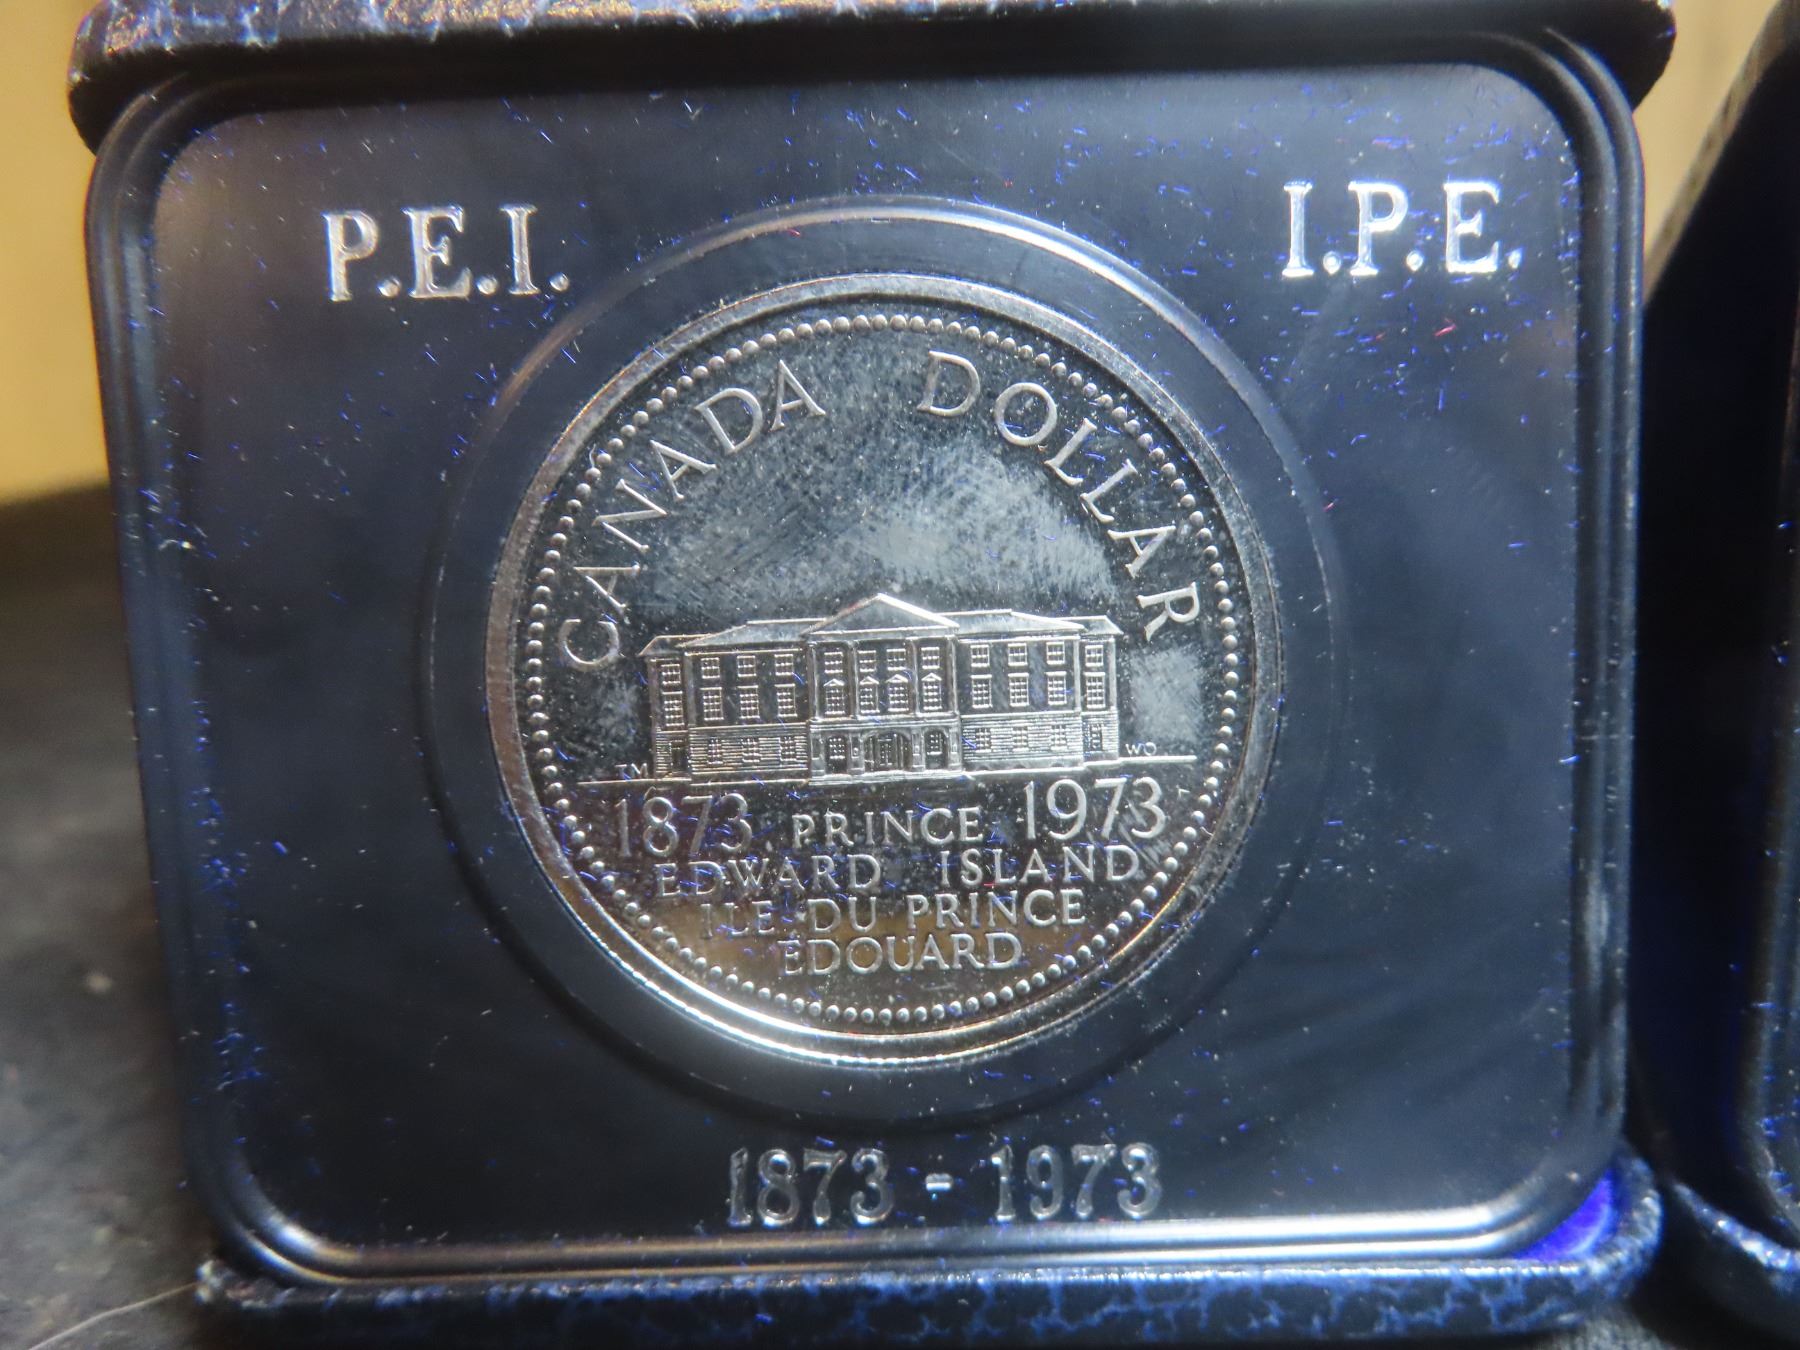 P.E.I. I.P.E.
CANADA DOLLAR
TM WO
1873 PRINCE 1973
EDWARD ISLAND
ILE DU PRINCE
EDOUARD
1873 - 1973